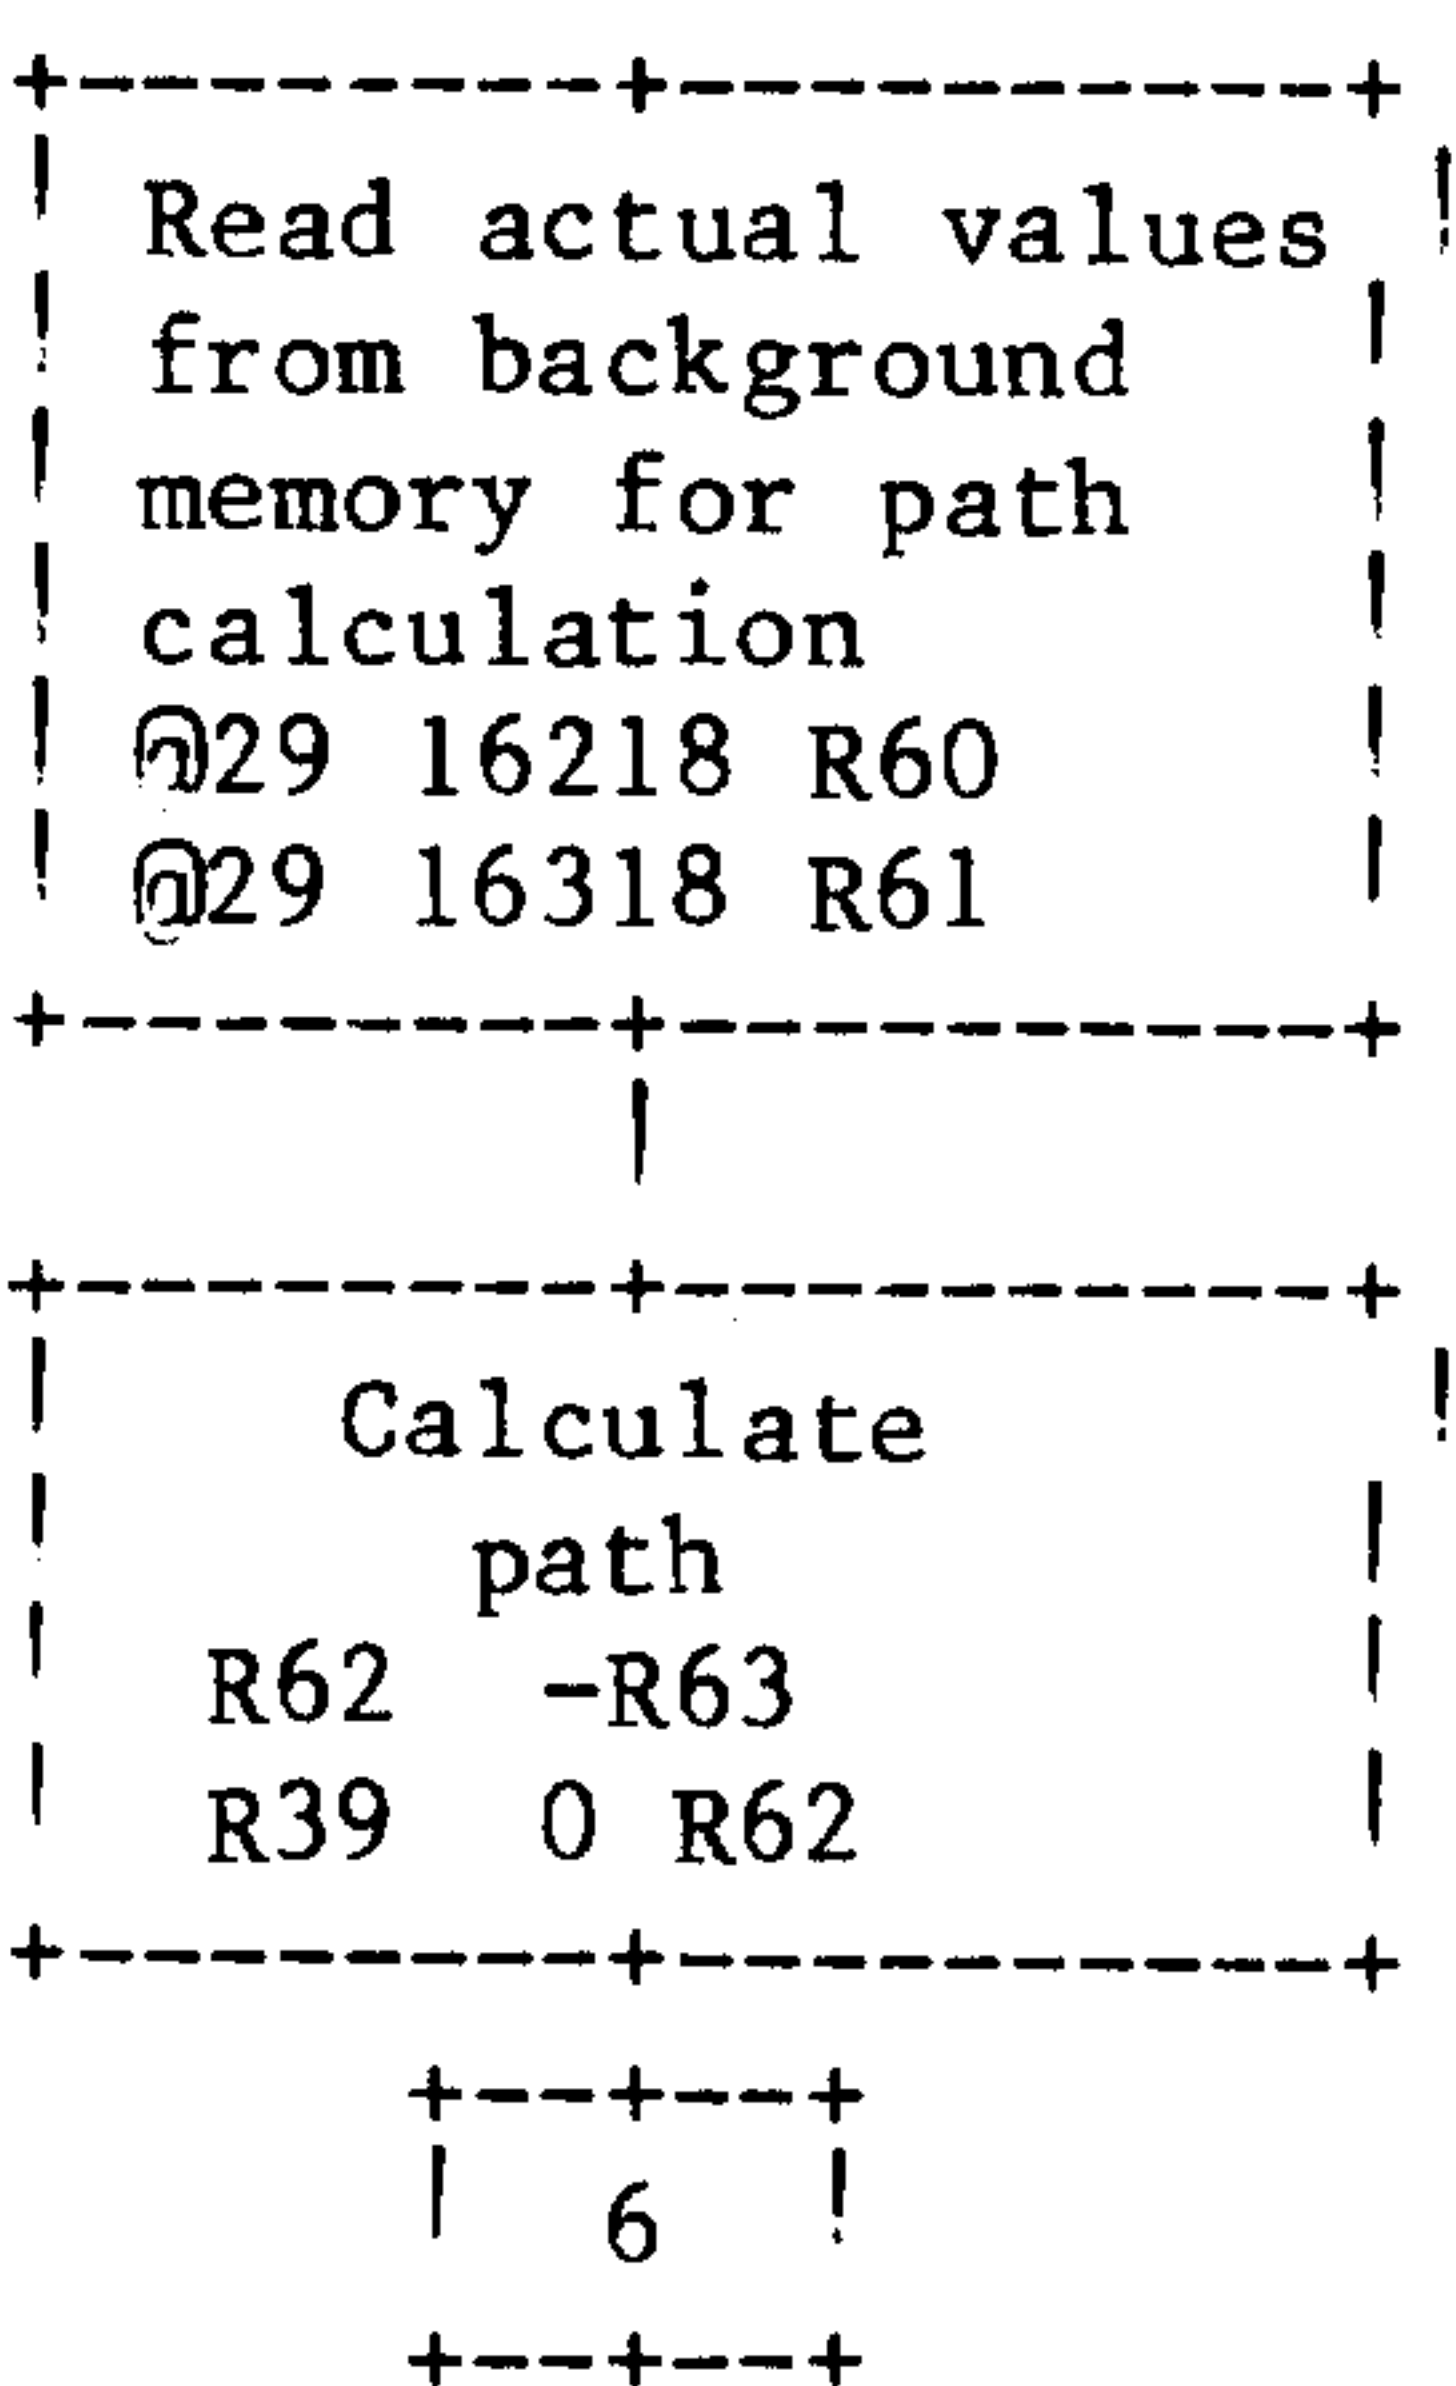 Read actual values
from background
memory for path
calculation
@29 16218 R60
@29 16318 R61
Calculate
path
R62 -R63
R39 0 R62
6